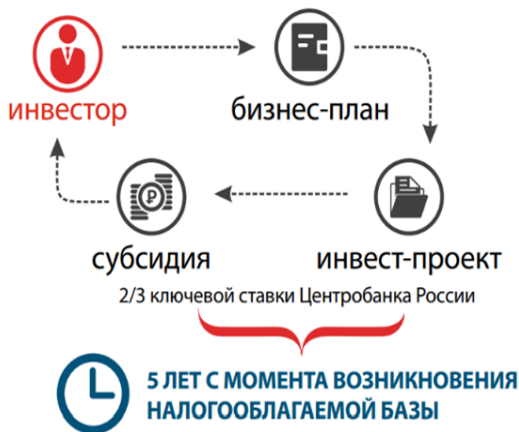 инвестор
бизнес-план
субсидия
инвест-проект
2/3 ключевой ставки Центробанка России
5 ЛЕТ С МОМЕНТА ВОЗНИКНОВЕНИЯ
НАЛОГООБЛАГАЕМОЙ БАЗЫ